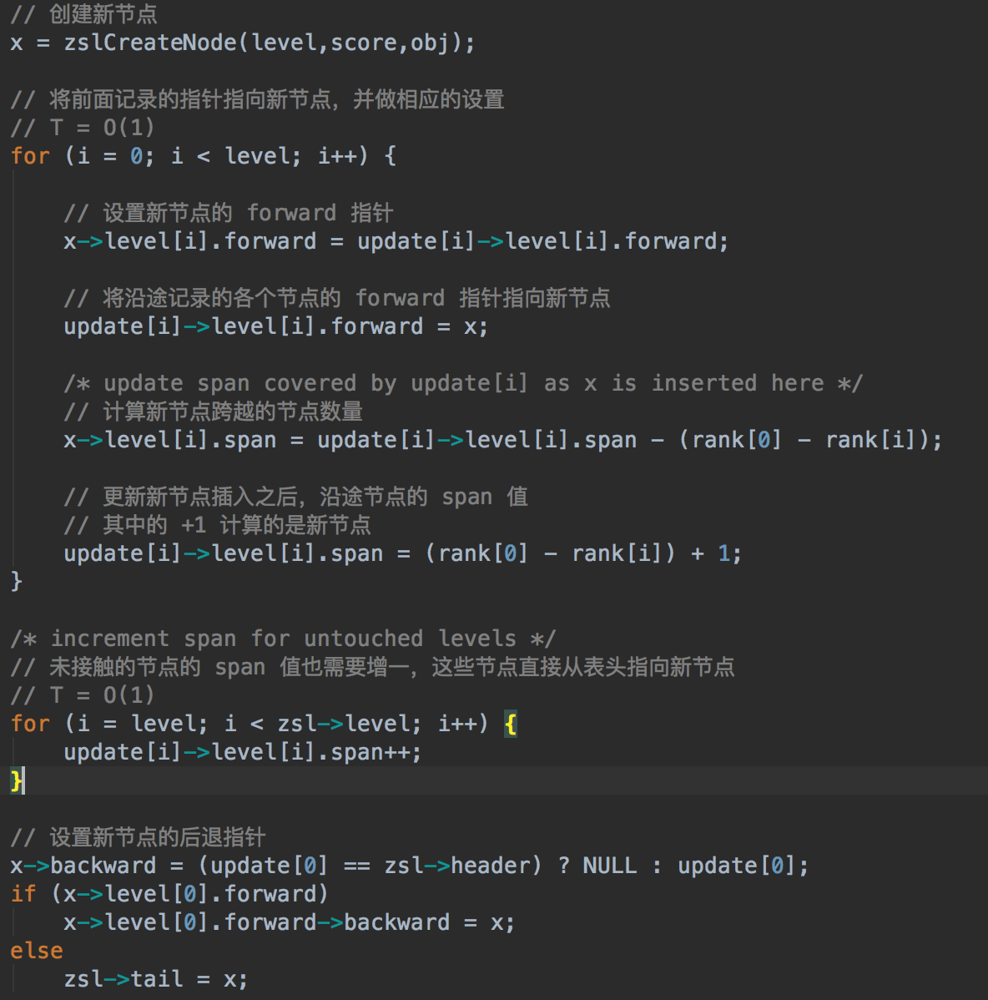 // 创建新节点
x = zslCreateNode(level,score,obj);
// 将前面记录的指针指向新节点，并做相应的设置
// T = O(1)
for (i = 0; i < level; i++) {
// 设置新节点的 forward 指针
x->level[i].forward = update[i]->level[i].forward;
// 将沿途记录的各个节点的 forward 指针指向新节点
update[i]->level[i].forward = x;
/* update span covered by update[i] as x is inserted here */
// 计算新节点跨越的节点数量
x->level[i].span = update[i]->level[i].span - (rank[0] - rank[i]);
// 更新新节点插入之后，沿途节点的 span 值
// 其中的 +1 计算的是新节点
update[i]->level[i].span = (rank[0] - rank[i]) + 1;
}
/* increment span for untouched levels */
// 未接触的节点的 span 值也需要增一，这些节点直接从表头指向新节点
// T = O(1)
for (i = level; i < zsl->level; i++) {
update[i]->level[i].span++;
}
// 设置新节点的后退指针
x->backward = (update[0] == zsl->header) ? NULL : update[0];
if (x->level[0].forward)
x->level[0].forward->backward = x;
else
zsl->tail = x;